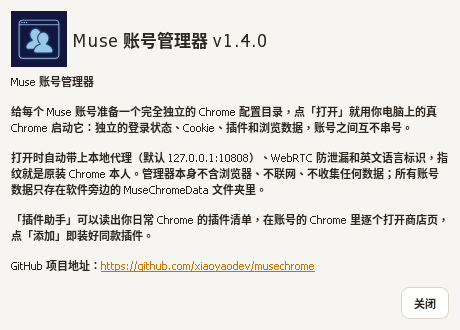 Muse 账号管理器 v1.4.0
Muse 账号管理器
给每个 Muse 账号准备一个完全独立的 Chrome 配置目录，点「打开」就用你电脑上的真
Chrome 启动它：独立的登录状态、Cookie、插件和浏览数据，账号之间互不串号。
打开时自动带上本地代理（默认 127.0.0.1:10808）、WebRTC 防泄漏和英文语言标识，指
纹就是原装 Chrome 本人。管理器本身不含浏览器、不联网、不收集任何数据；所有账号
数据只存在软件旁边的 MuseChromeData 文件夹里。
「插件助手」可以读出你日常 Chrome 的插件清单，在账号的 Chrome 里逐个打开商店页，
点「添加」即装好同款插件。
GitHub 项目地址：https://github.com/xiaoyaodev/musechrome
关闭